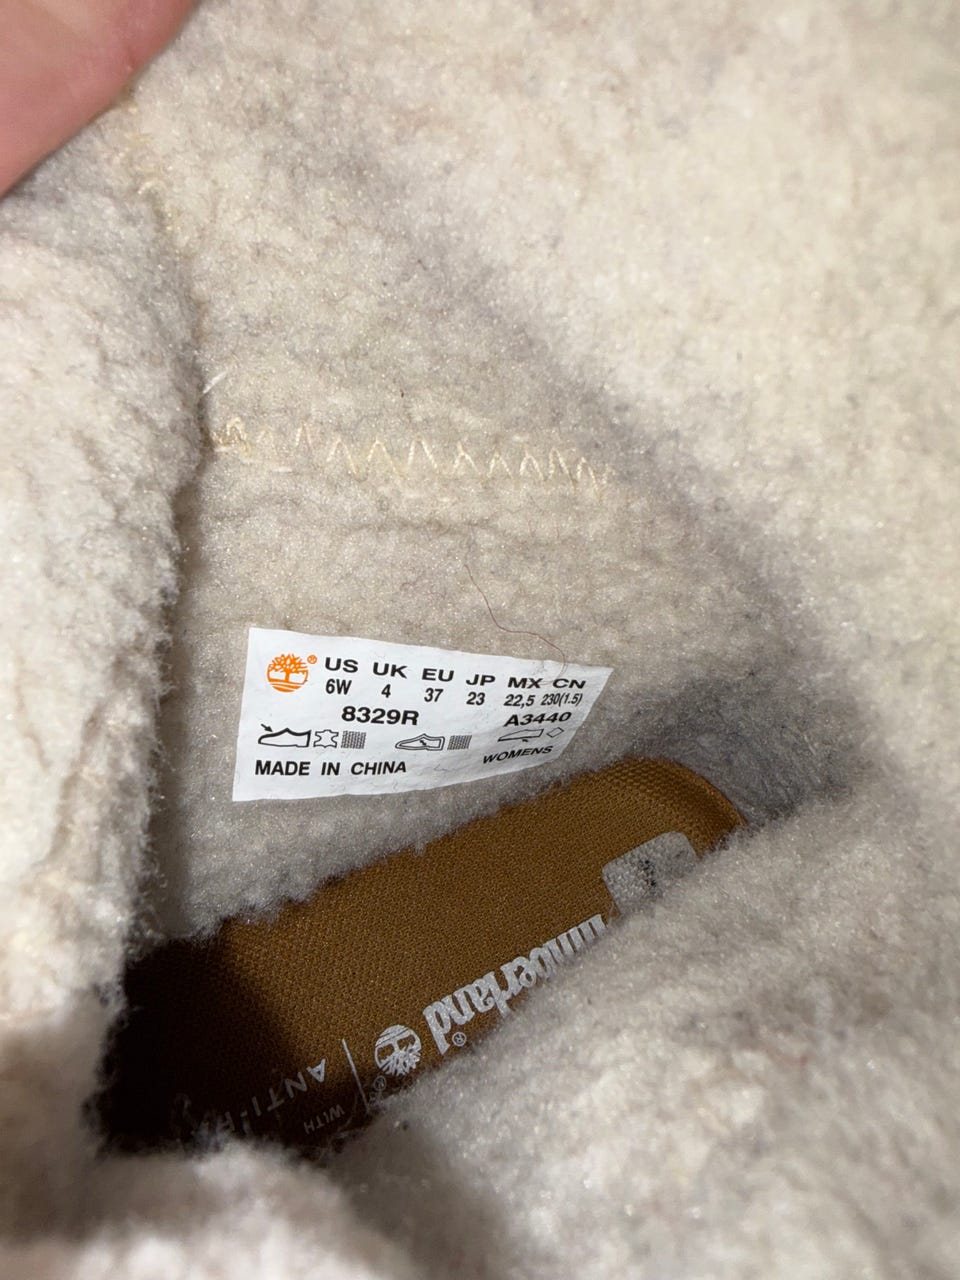 ® US UK EU JP MX CN
6W 4 37 23 22,5 230(1.5)
8329R A3440
MADE IN CHINA WOMENS
Timberland®
WITH ANTI